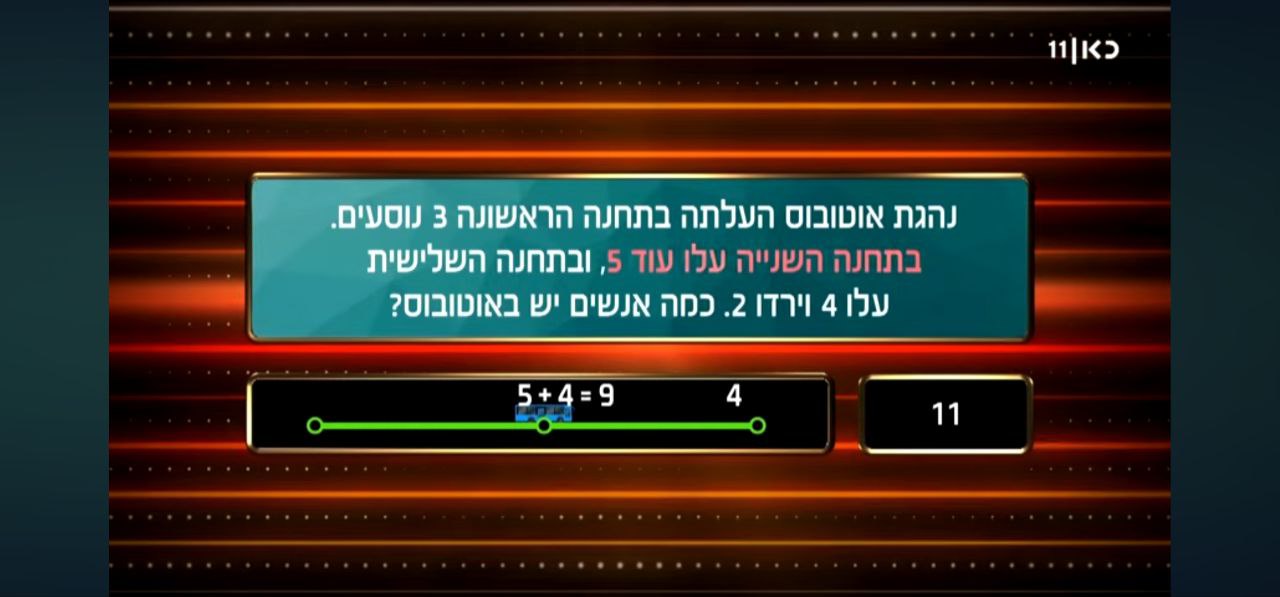 כאן|11
נהגת אוטובוס העלתה בתחנה הראשונה 3 נוסעים.
בתחנה השנייה עלו עוד 5, ובתחנה השלישית
עלו 4 וירדו 2. כמה אנשים יש באוטובוס?
5 + 4 = 9
4
11